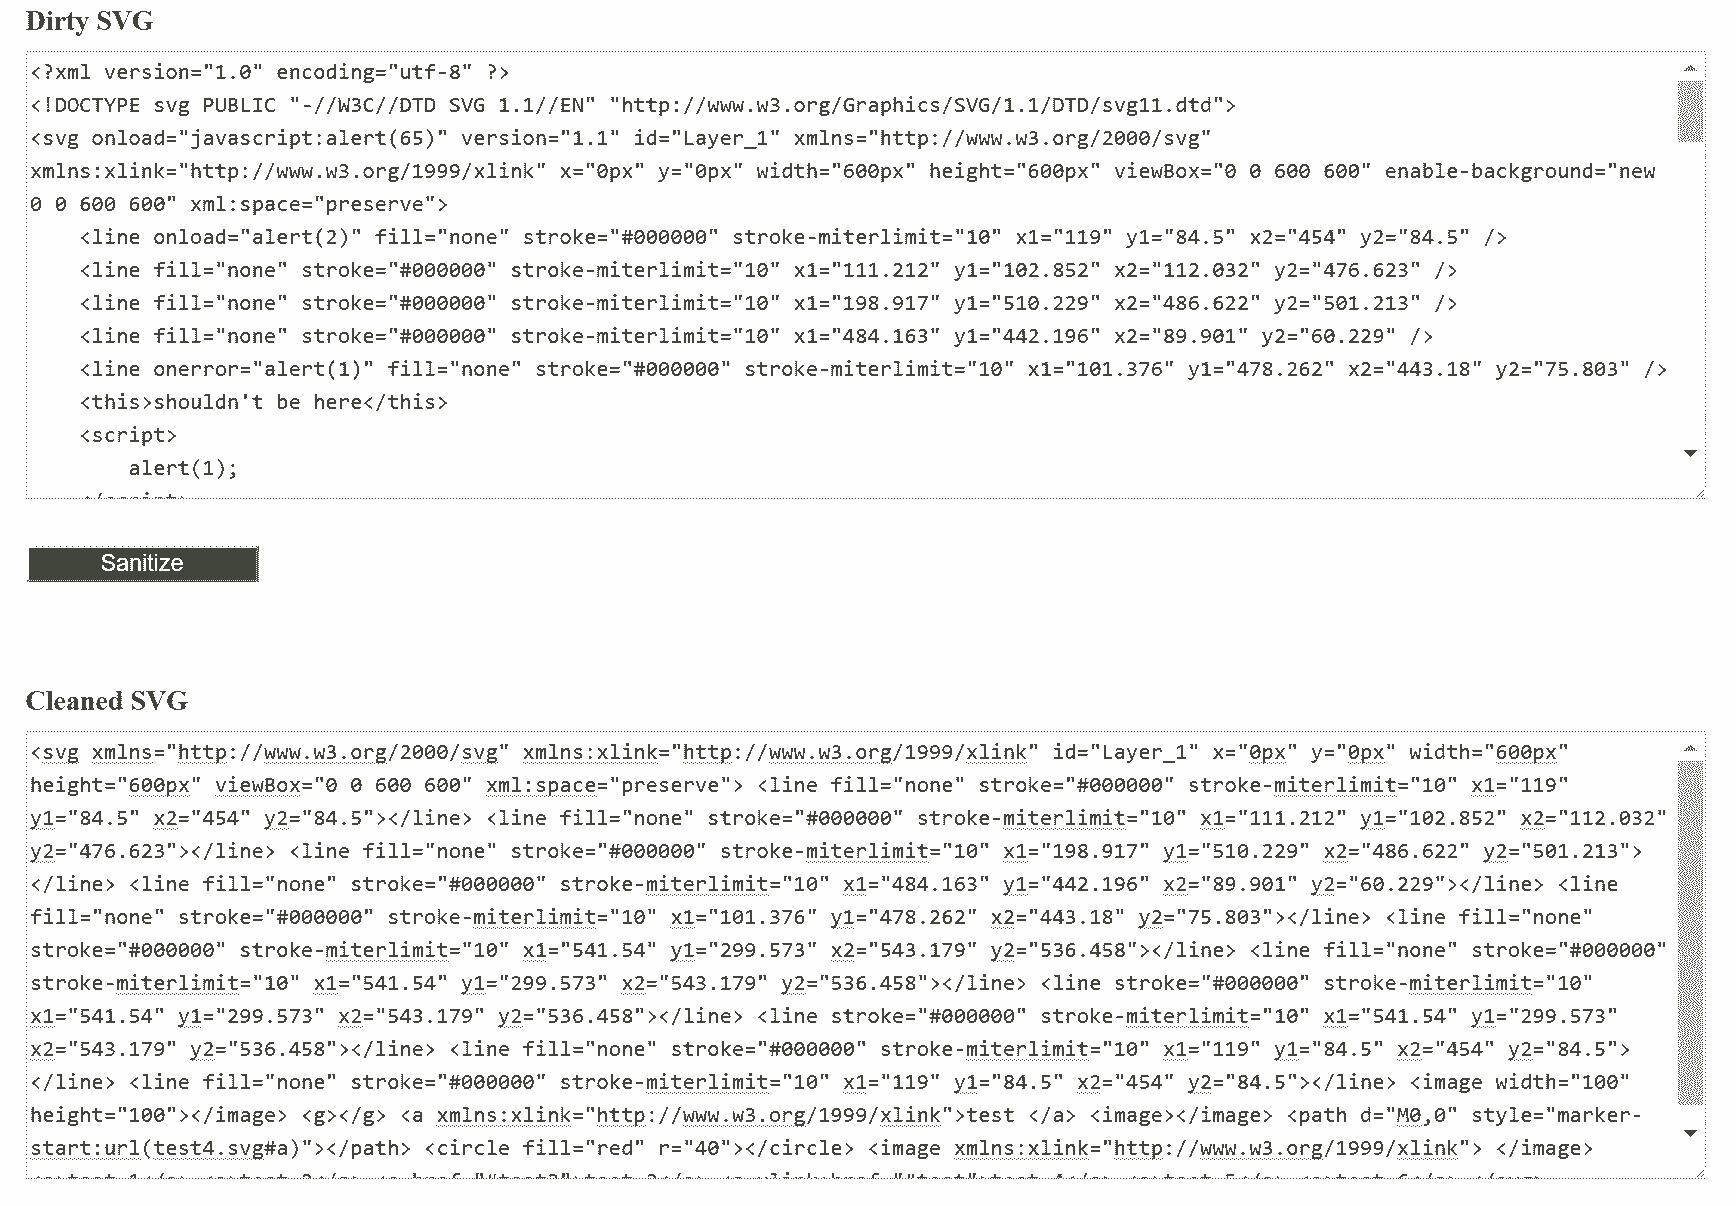 Dirty SVG
<?xml version="1.0" encoding="utf-8" ?>
<!DOCTYPE svg PUBLIC "-//W3C//DTD SVG 1.1//EN" "http://www.w3.org/Graphics/SVG/1.1/DTD/svg11.dtd">
<svg onload="javascript:alert(65)" version="1.1" id="Layer_1" xmlns="http://www.w3.org/2000/svg"
xmlns:xlink="http://www.w3.org/1999/xlink" x="0px" y="0px" width="600px" height="600px" viewBox="0 0 600 600" enable-background="new
0 0 600 600" xml:space="preserve">
<line onload="alert(2)" fill="none" stroke="#000000" stroke-miterlimit="10" x1="119" y1="84.5" x2="454" y2="84.5" />
<line fill="none" stroke="#000000" stroke-miterlimit="10" x1="111.212" y1="102.852" x2="112.032" y2="476.623" />
<line fill="none" stroke="#000000" stroke-miterlimit="10" x1="198.917" y1="510.229" x2="486.622" y2="501.213" />
<line fill="none" stroke="#000000" stroke-miterlimit="10" x1="484.163" y1="442.196" x2="89.901" y2="60.229" />
<line onerror="alert(1)" fill="none" stroke="#000000" stroke-miterlimit="10" x1="101.376" y1="478.262" x2="443.18" y2="75.803" />
<this>shouldn't be here</this>
<script>
alert(1);
Sanitize
Cleaned SVG
<svg xmlns="http://www.w3.org/2000/svg" xmlns:xlink="http://www.w3.org/1999/xlink" id="Layer_1" x="0px" y="0px" width="600px"
height="600px" viewBox="0 0 600 600" xml:space="preserve"> <line fill="none" stroke="#000000" stroke-miterlimit="10" x1="119"
y1="84.5" x2="454" y2="84.5"></line> <line fill="none" stroke="#000000" stroke-miterlimit="10" x1="111.212" y1="102.852" x2="112.032"
y2="476.623"></line> <line fill="none" stroke="#000000" stroke-miterlimit="10" x1="198.917" y1="510.229" x2="486.622" y2="501.213">
</line> <line fill="none" stroke="#000000" stroke-miterlimit="10" x1="484.163" y1="442.196" x2="89.901" y2="60.229"></line> <line
fill="none" stroke="#000000" stroke-miterlimit="10" x1="101.376" y1="478.262" x2="443.18" y2="75.803"></line> <line fill="none"
stroke="#000000" stroke-miterlimit="10" x1="541.54" y1="299.573" x2="543.179" y2="536.458"></line> <line fill="none" stroke="#000000"
stroke-miterlimit="10" x1="541.54" y1="299.573" x2="543.179" y2="536.458"></line> <line stroke="#000000" stroke-miterlimit="10"
x1="541.54" y1="299.573" x2="543.179" y2="536.458"></line> <line stroke="#000000" stroke-miterlimit="10" x1="541.54" y1="299.573"
x2="543.179" y2="536.458"></line> <line fill="none" stroke="#000000" stroke-miterlimit="10" x1="119" y1="84.5" x2="454" y2="84.5">
</line> <line fill="none" stroke="#000000" stroke-miterlimit="10" x1="119" y1="84.5" x2="454" y2="84.5"></line> <image width="100"
height="100"></image> <g></g> <a xmlns:xlink="http://www.w3.org/1999/xlink">test </a> <image></image> <path d="M0,0" style="marker-
start:url(test4.svg#a)"></path> <circle fill="red" r="40"></circle> <image xmlns:xlink="http://www.w3.org/1999/xlink"> </image>